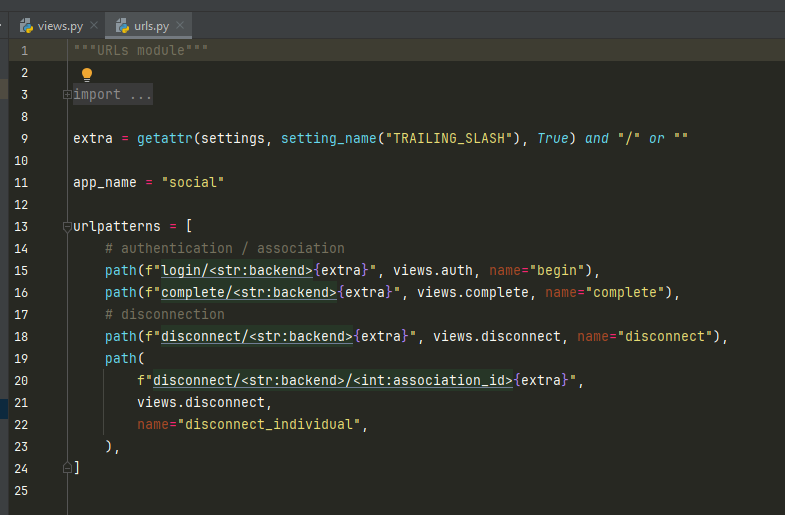 views.py urls.py
1 """URLs module"""
2
3 import ...
8
9 extra = getattr(settings, setting_name("TRAILING_SLASH"), True) and "/" or ""
10
11 app_name = "social"
12
13 urlpatterns = [
14     # authentication / association
15     path(f"login/<str:backend>{extra}", views.auth, name="begin"),
16     path(f"complete/<str:backend>{extra}", views.complete, name="complete"),
17     # disconnection
18     path(f"disconnect/<str:backend>{extra}", views.disconnect, name="disconnect"),
19     path(
20         f"disconnect/<str:backend>/<int:association_id>{extra}",
21         views.disconnect,
22         name="disconnect_individual",
23     ),
24 ]
25